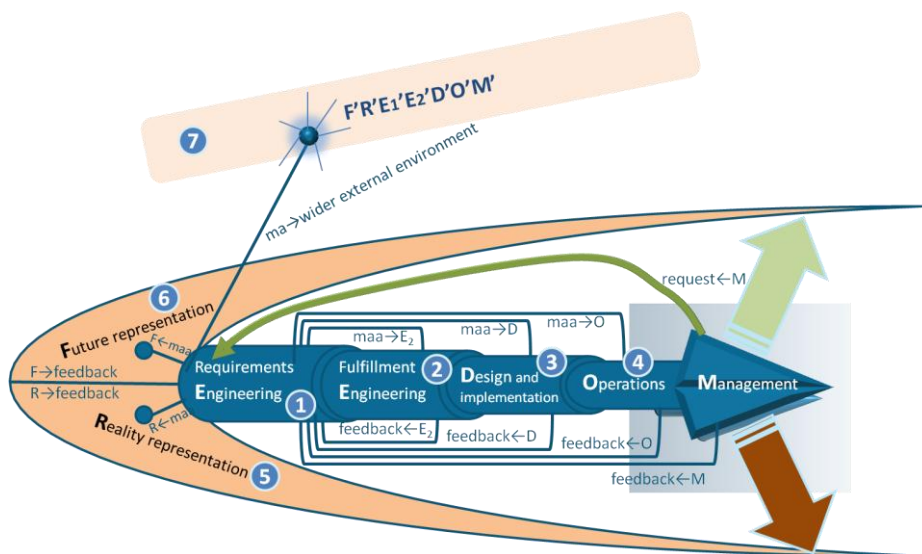 F'R'E1'E2'D'O'M'
7
ma→wider external environment
6
Future representation
F←maa
F→feedback
R→feedback
R←maa
Reality representation
5
request←M
maa→O
maa→D
maa→E2
Requirements
Engineering
1
Fulfillment
Engineering
2
Design and
implementation
3
Operations
4
Management
feedback←E2
feedback←D
feedback←O
feedback←M